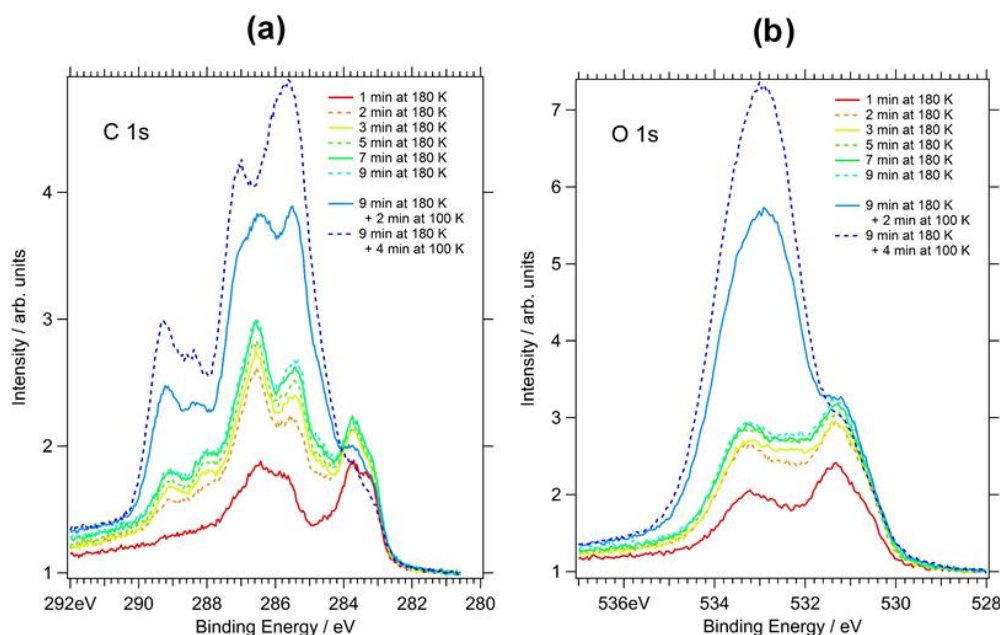 (a)
C 1s
1 min at 180 K
2 min at 180 K
3 min at 180 K
5 min at 180 K
7 min at 180 K
9 min at 180 K
9 min at 180 K
+ 2 min at 100 K
9 min at 180 K
+ 4 min at 100 K
Intensity / arb. units
4
3
2
1
292eV 290 288 286 284 282 280
Binding Energy / eV
(b)
O 1s
1 min at 180 K
2 min at 180 K
3 min at 180 K
5 min at 180 K
7 min at 180 K
9 min at 180 K
9 min at 180 K
+ 2 min at 100 K
9 min at 180 K
+ 4 min at 100 K
Intensity / arb. units
7
6
5
4
3
2
1
536eV 534 532 530 528
Binding Energy / eV